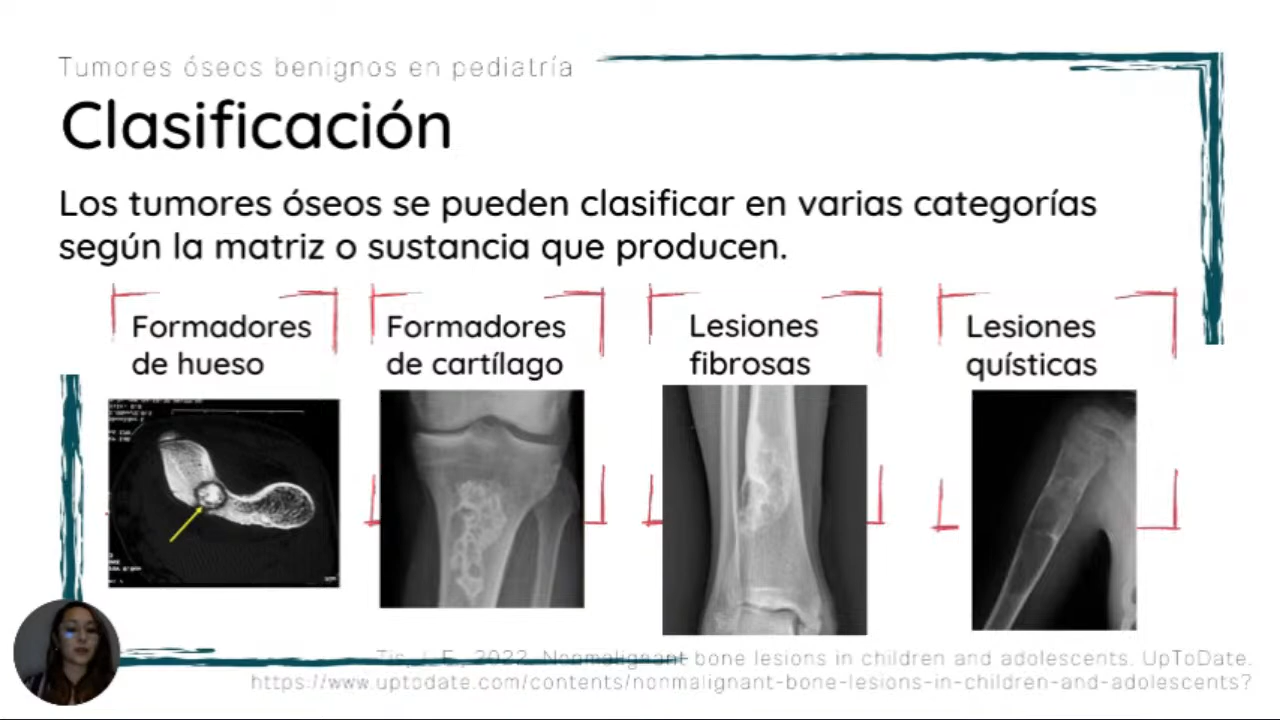 Tumores óseos benignos en pediatría
Clasificación
Los tumores óseos se pueden clasificar en varias categorías
según la matriz o sustancia que producen.
Formadores
de hueso
Formadores
de cartílago
Lesiones
fibrosas
Lesiones
quísticas
Tis, J. E., 2022. Nonmalignant bone lesions in children and adolescents. UpToDate.
https://www.uptodate.com/contents/nonmalignant-bone-lesions-in-children-and-adolescents?